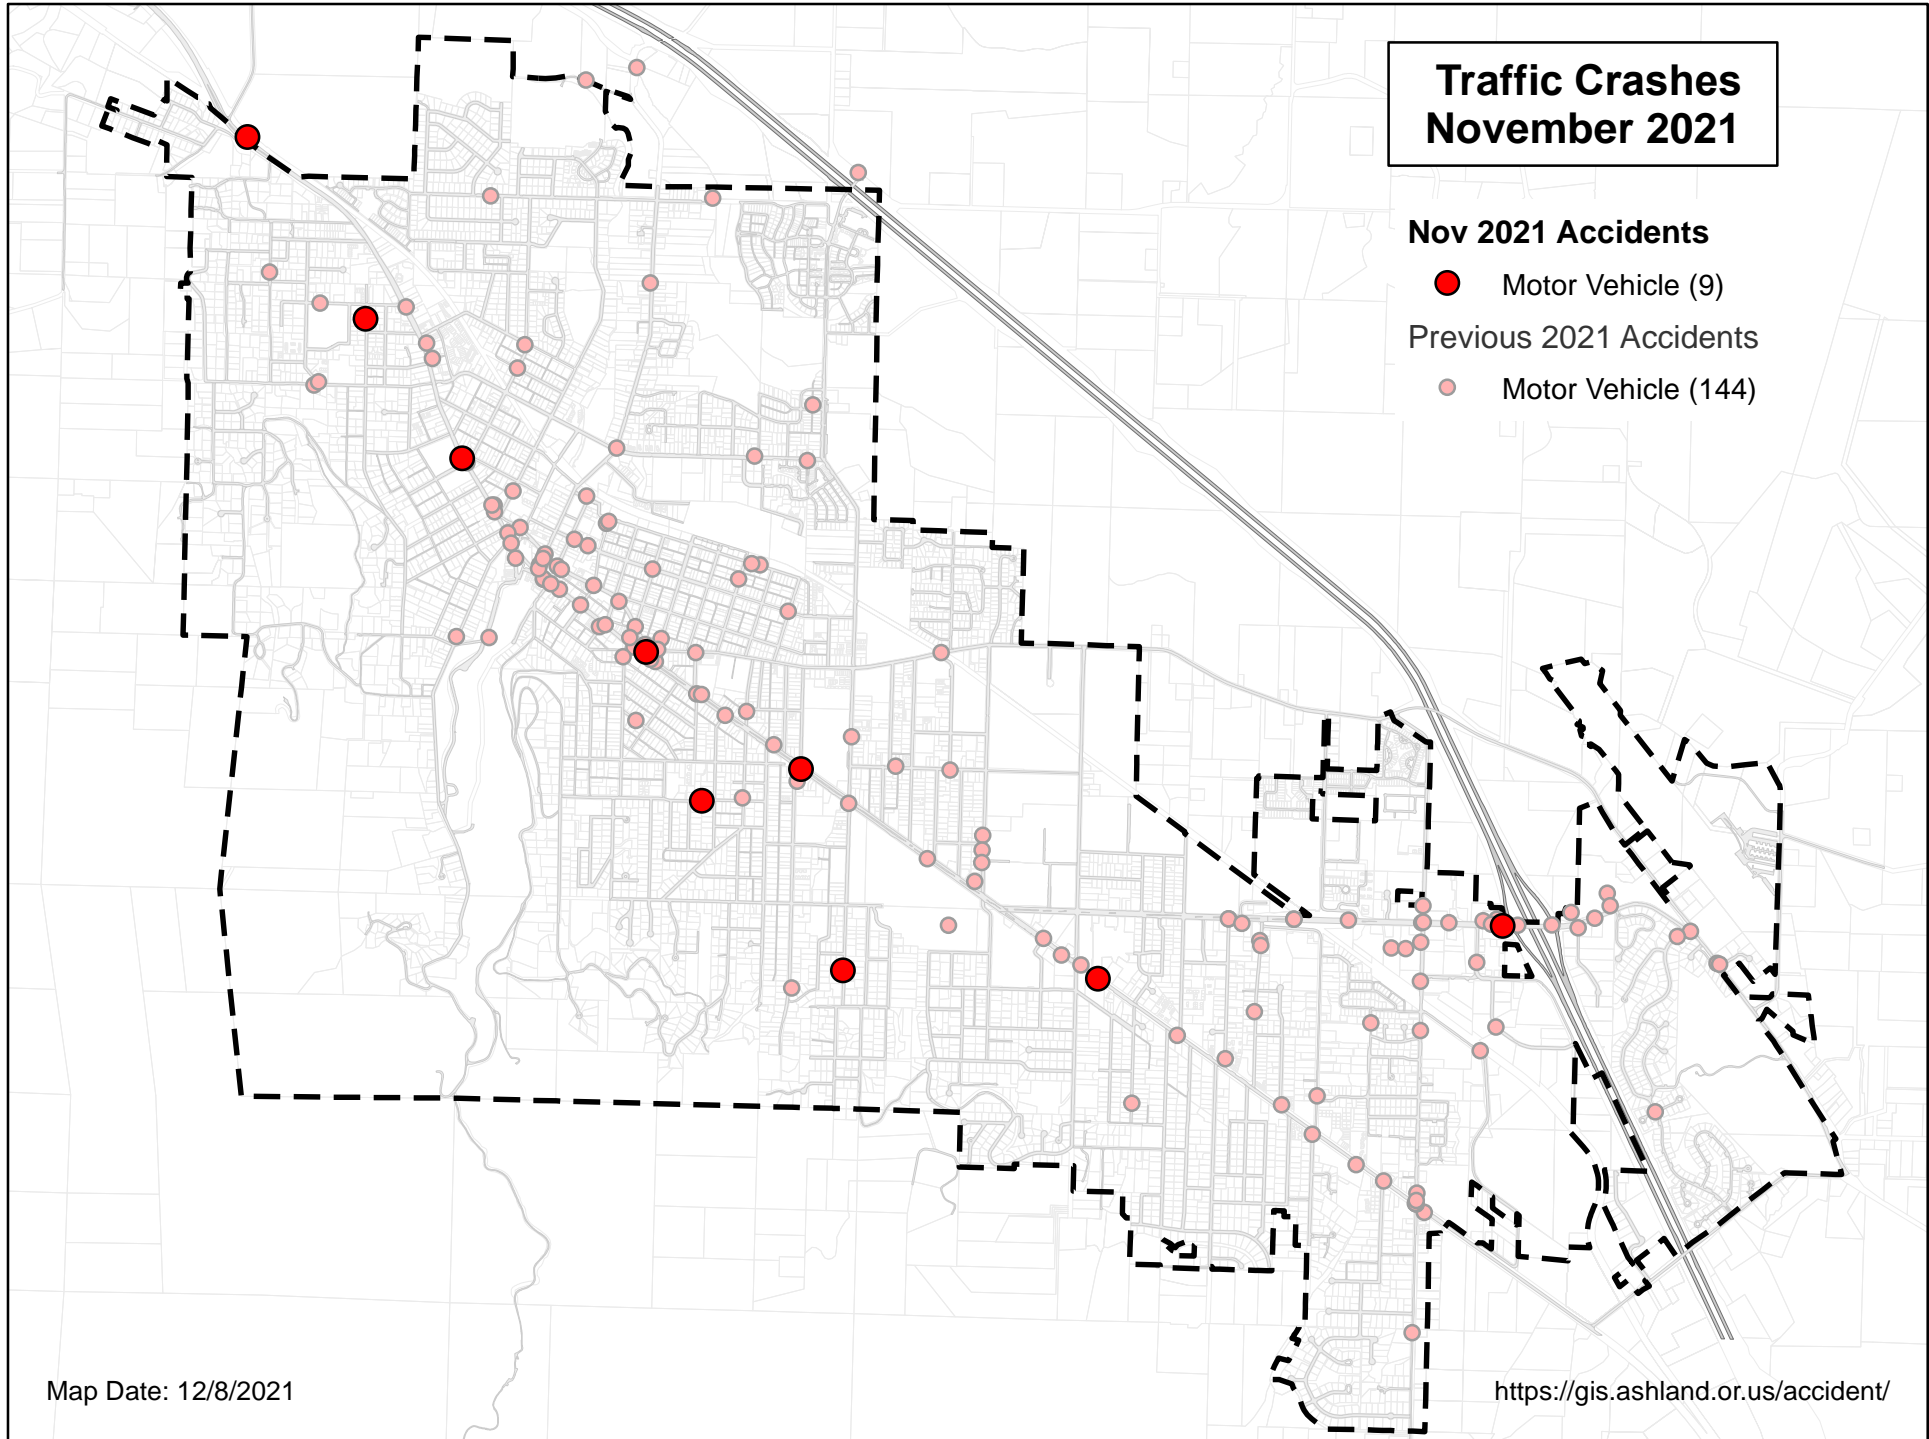 Traffic Crashes
November 2021
Nov 2021 Accidents
Motor Vehicle (9)
Previous 2021 Accidents
Motor Vehicle (144)
Map Date: 12/8/2021
https://gis.ashland.or.us/accident/